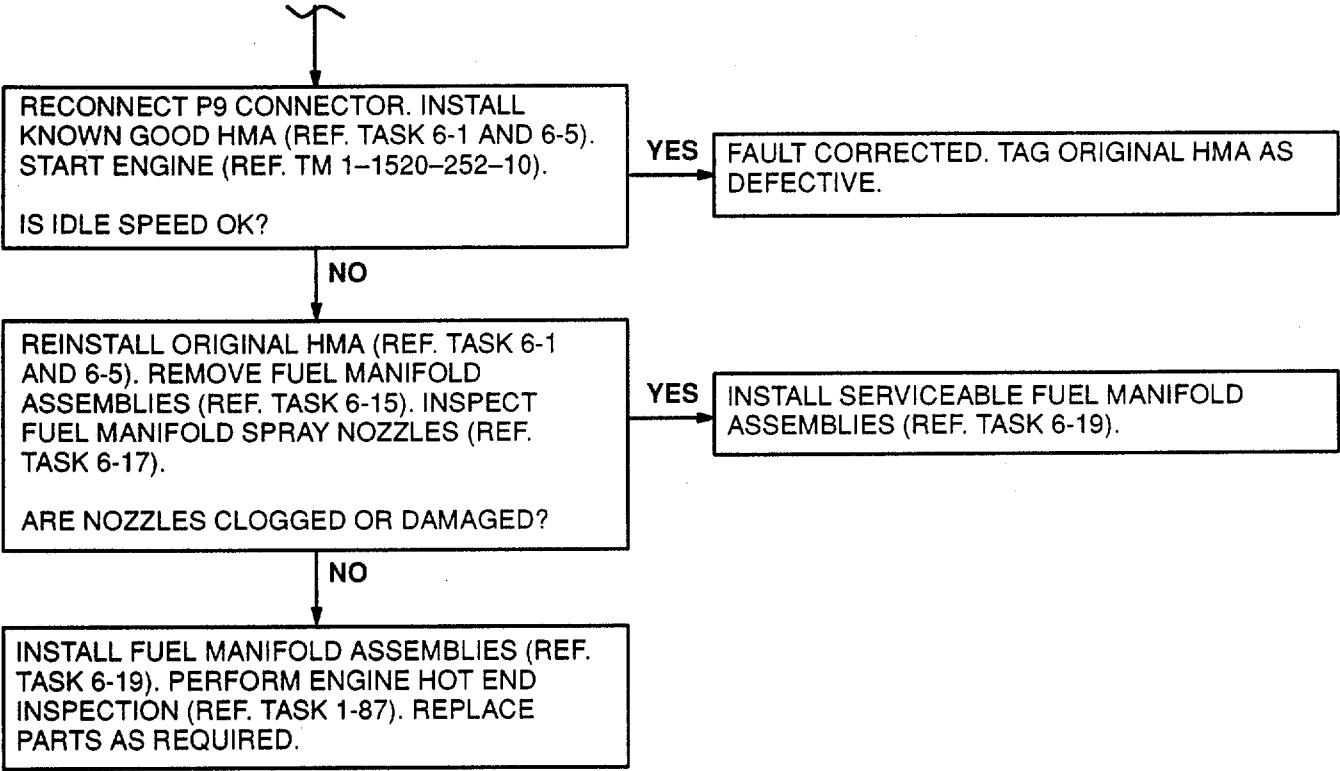 RECONNECT P9 CONNECTOR. INSTALL
KNOWN GOOD HMA (REF. TASK 6-1 AND 6-5).
START ENGINE (REF. TM 1–1520–252–10).
IS IDLE SPEED OK?
YES
FAULT CORRECTED. TAG ORIGINAL HMA AS
DEFECTIVE.
NO
REINSTALL ORIGINAL HMA (REF. TASK 6-1
AND 6-5). REMOVE FUEL MANIFOLD
ASSEMBLIES (REF. TASK 6-15). INSPECT
FUEL MANIFOLD SPRAY NOZZLES (REF.
TASK 6-17).
ARE NOZZLES CLOGGED OR DAMAGED?
YES
INSTALL SERVICEABLE FUEL MANIFOLD
ASSEMBLIES (REF. TASK 6-19).
NO
INSTALL FUEL MANIFOLD ASSEMBLIES (REF.
TASK 6-19). PERFORM ENGINE HOT END
INSPECTION (REF. TASK 1-87). REPLACE
PARTS AS REQUIRED.